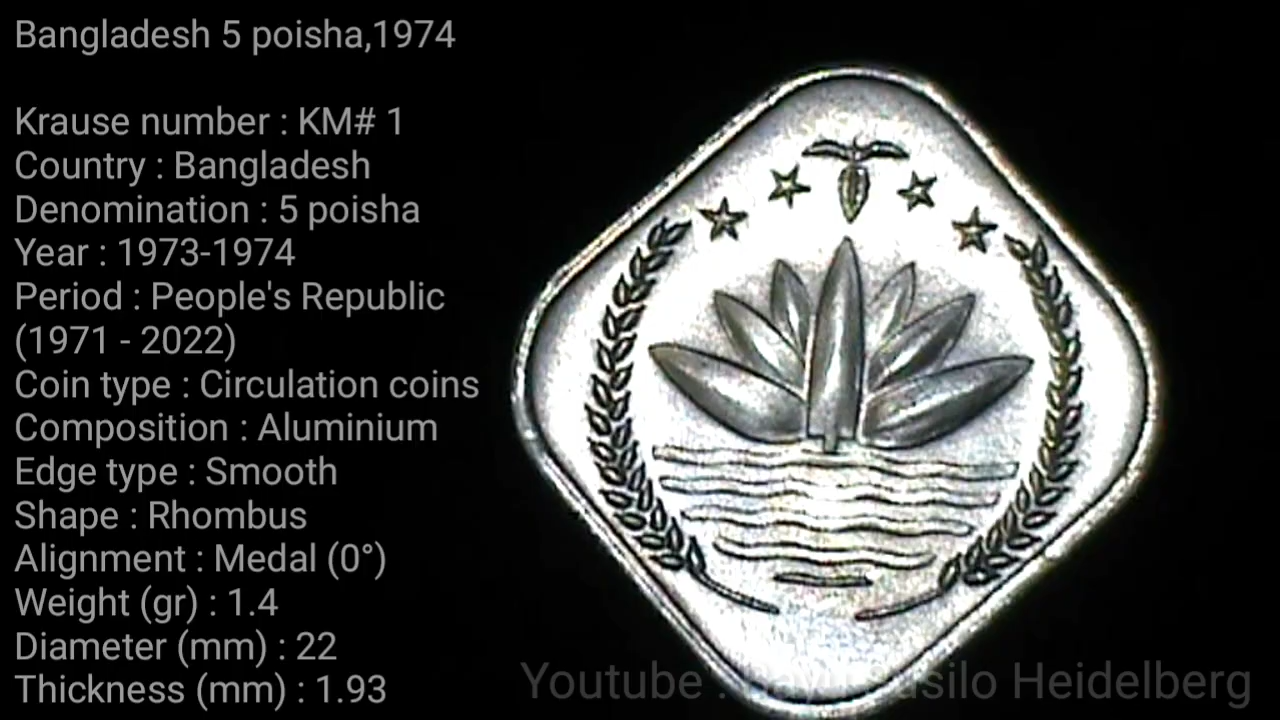 Bangladesh 5 poisha,1974
Krause number : KM# 1
Country : Bangladesh
Denomination : 5 poisha
Year : 1973-1974
Period : People's Republic
(1971 - 2022)
Coin type : Circulation coins
Composition : Aluminium
Edge type : Smooth
Shape : Rhombus
Alignment : Medal (0°)
Weight (gr) : 1.4
Diameter (mm) : 22
Thickness (mm) : 1.93
Youtube : Heidelberg